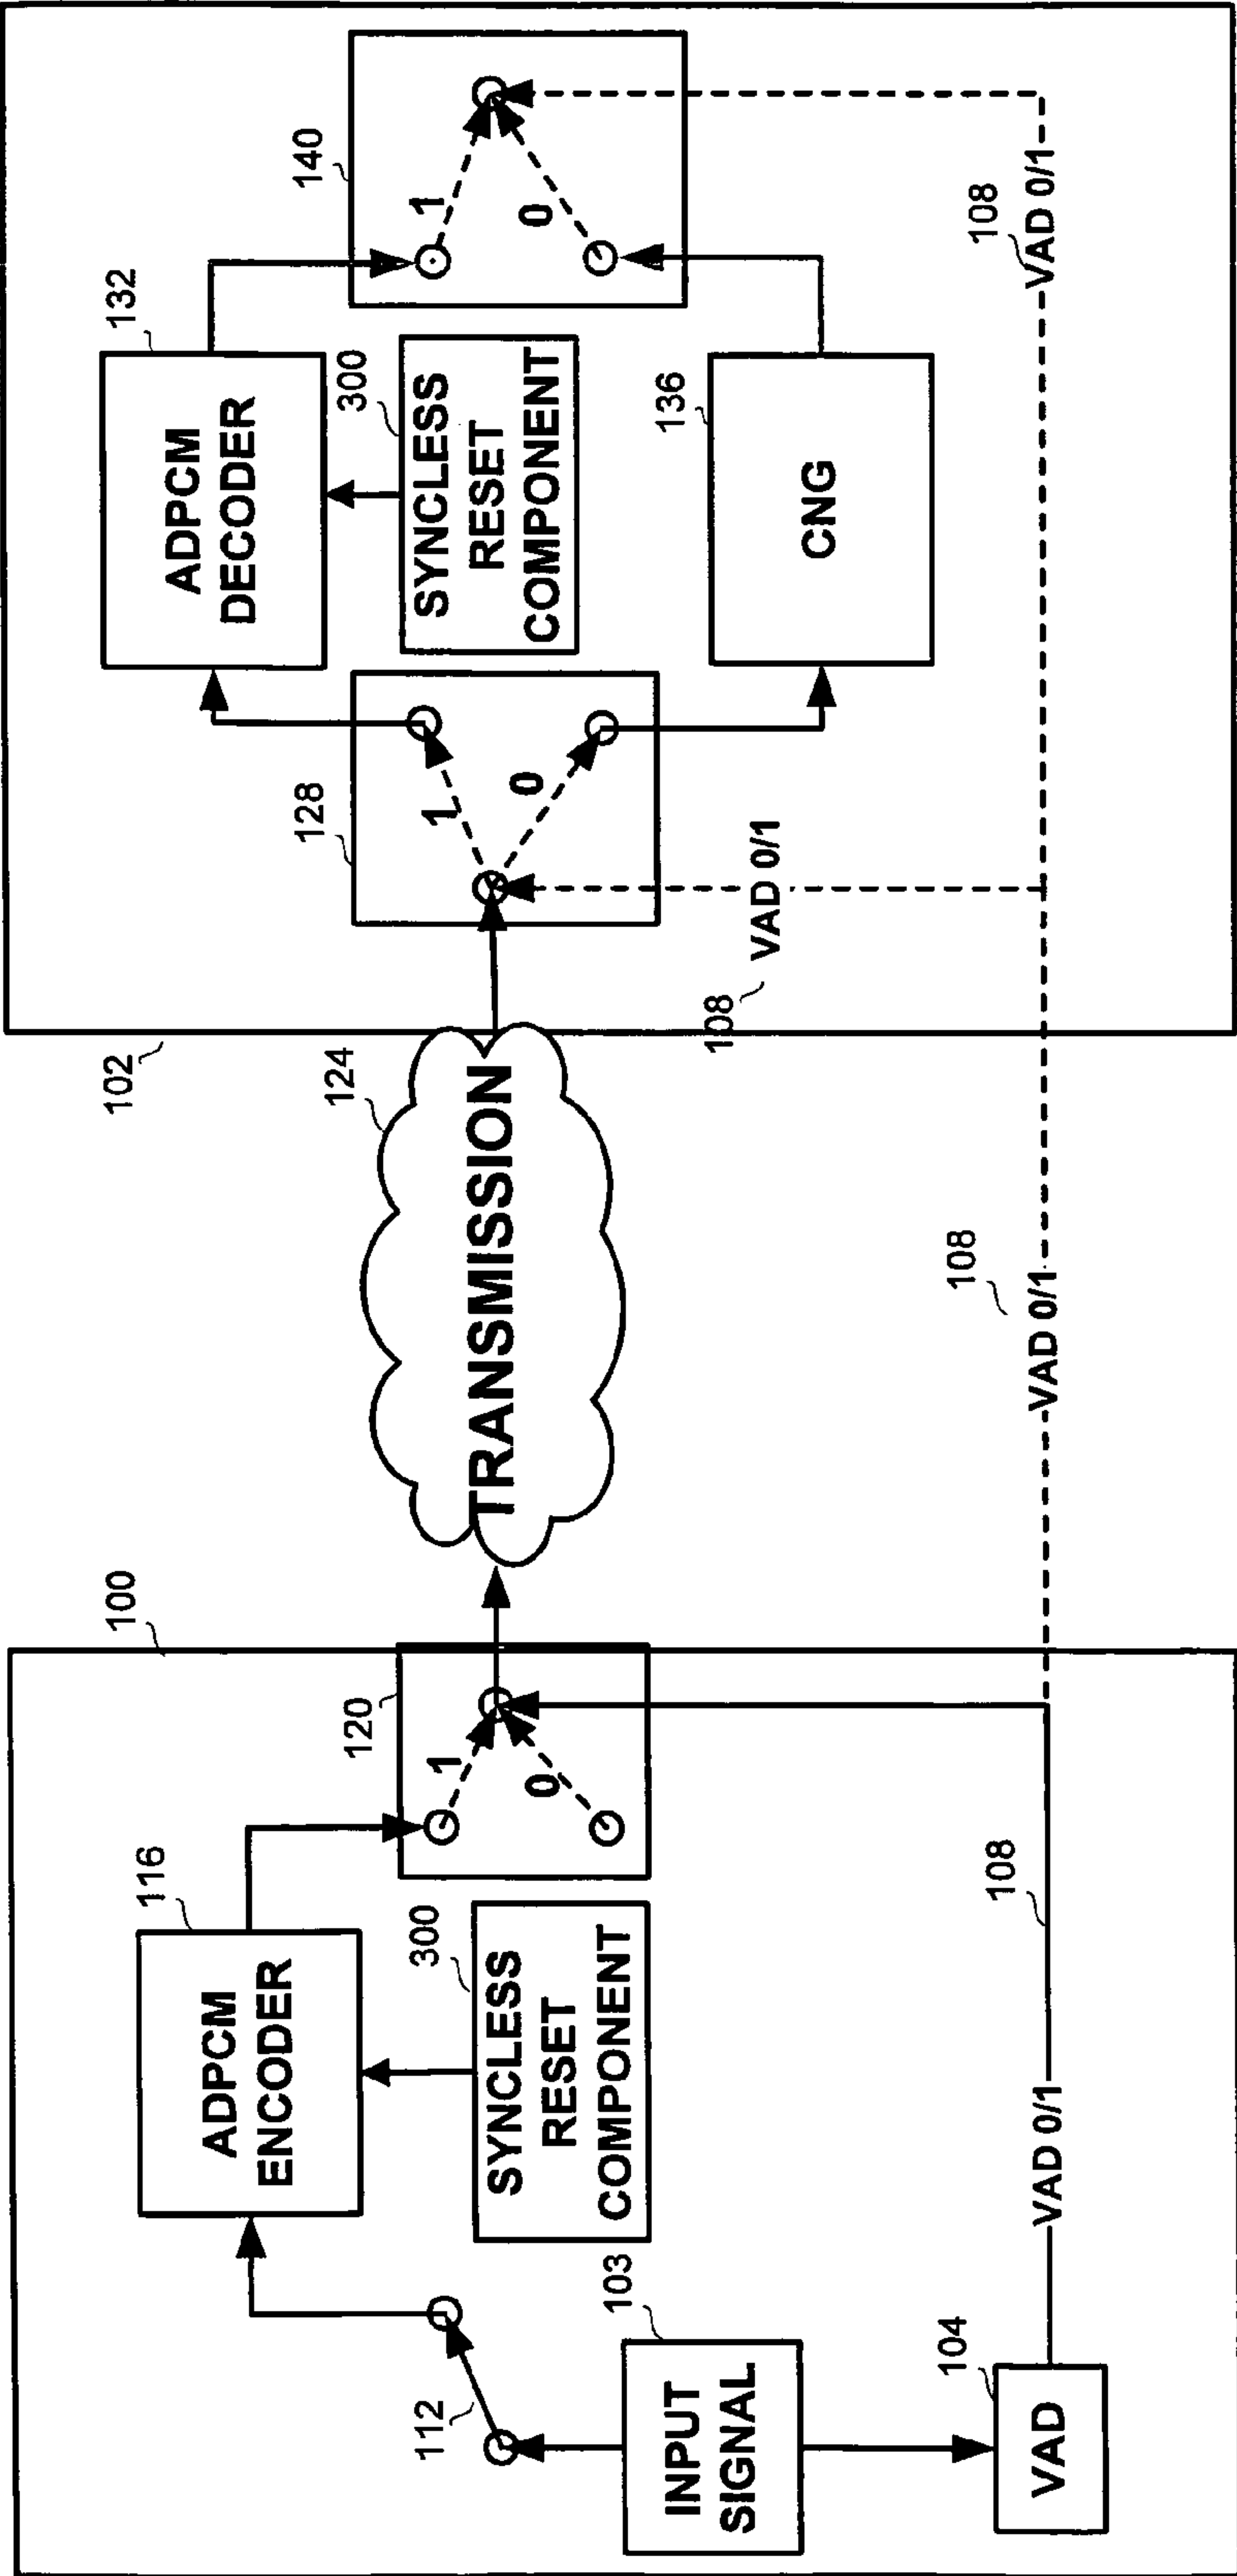 100
102
116
ADPCM
ENCODER
300
SYNCLESS
RESET
COMPONENT
112
103
INPUT
SIGNAL
104
VAD
VAD 0/1
108
120
1
0
124
TRANSMISSION
108
VAD 0/1
128
1
0
108
VAD 0/1
132
ADPCM
DECODER
300
SYNCLESS
RESET
COMPONENT
136
CNG
140
1
0
108
VAD 0/1